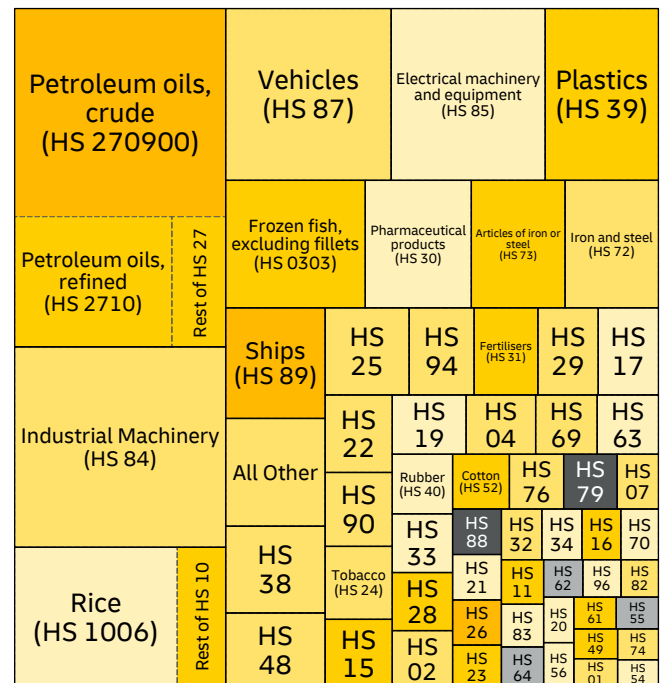 Petroleum oils,
crude
(HS 270900)
Vehicles
(HS 87)
Electrical machinery
and equipment
(HS 85)
Plastics
(HS 39)
Frozen fish,
excluding fillets
(HS 0303)
Pharmaceutical
products
(HS 30)
Articles of iron or
steel
(HS 73)
Iron and steel
(HS 72)
Petroleum oils,
refined
(HS 2710)
Rest of HS 27
Ships
(HS 89)
HS
25
HS
94
Fertilisers
(HS 31)
HS
29
HS
17
Industrial Machinery
(HS 84)
All Other
HS
22
HS
19
HS
04
HS
69
HS
63
HS
90
Rubber
(HS 40)
Cotton
(HS 52)
HS
76
HS
79
HS
07
HS
38
HS
33
HS
88
HS
32
HS
34
HS
16
HS
70
Rice
(HS 1006)
Rest of HS 10
Tobacco
(HS 24)
HS
28
HS
21
HS
11
HS
62
HS
96
HS
82
HS
48
HS
15
HS
02
HS
26
HS
83
HS
20
HS
61
HS
55
HS
49
HS
74
HS
23
HS
64
HS
56
HS
01
HS
54